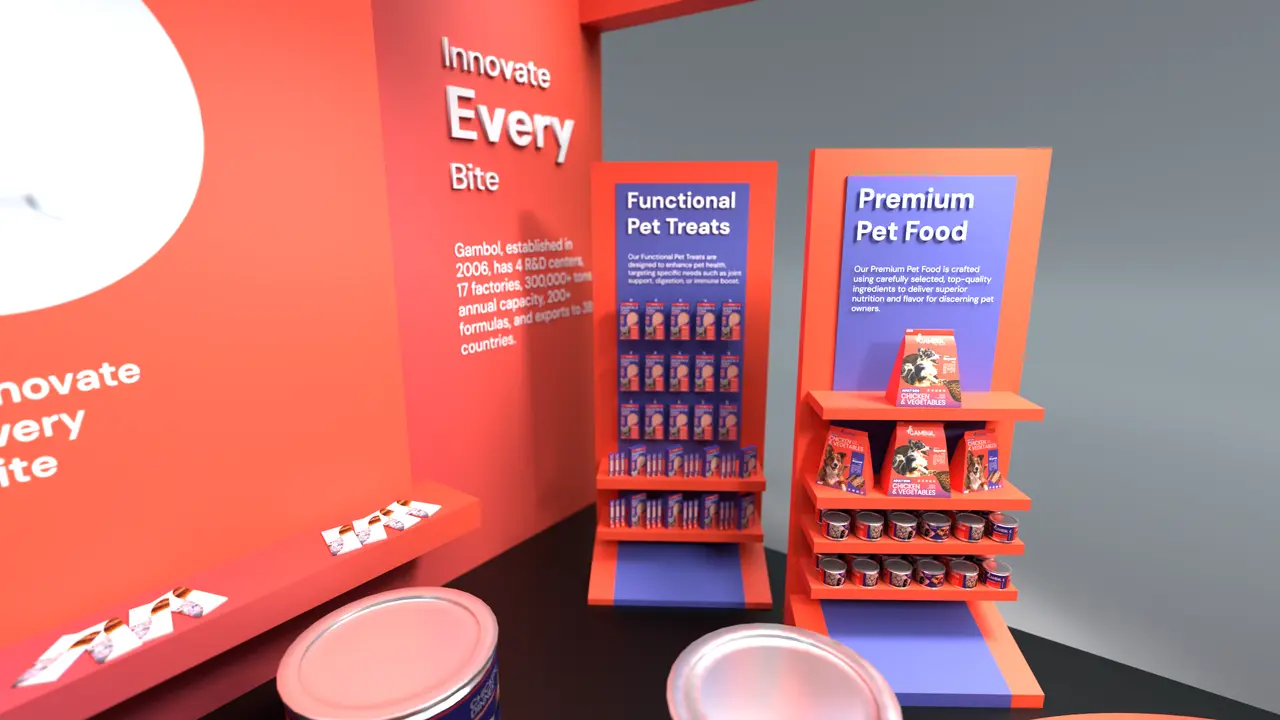 Innovate
Every
Bite
Gambol, established in
2006, has 4 R&D centers,
17 factories, 300,000+ tons
annual capacity, 200+
formulas, and exports to
countries.
nnovate
very
ite
Functional
Pet Treats
Our Functional Pet Treats are
designed to enhance pet health,
targeting specific needs such as joint
support, digestion, or immune boost.
Premium
Pet Food
Our Premium Pet Food is crafted
using carefully selected, top-quality
ingredients to deliver superior
nutrition and flavor for discerning pet
owners.
CHICKEN
& VEGETABLES
CHICKEN
& VEGETABLES
CHICKEN
& VEGETABLES